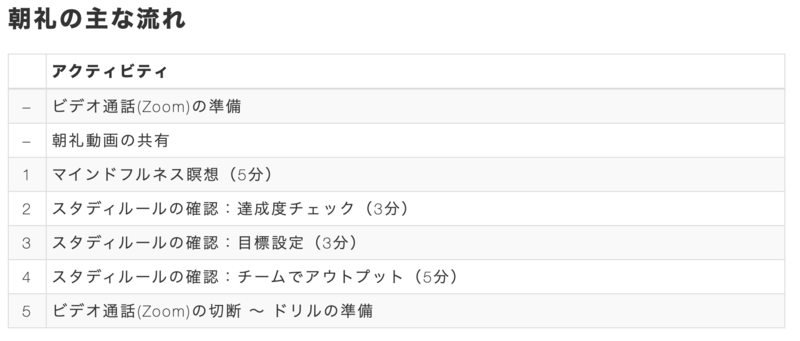 朝礼の主な流れ
アクティビティ
– ビデオ通話(Zoom)の準備
– 朝礼動画の共有
1 マインドフルネス瞑想（5分）
2 スタディルールの確認：達成度チェック（3分）
3 スタディルールの確認：目標設定（3分）
4 スタディルールの確認：チームでアウトプット（5分）
5 ビデオ通話(Zoom)の切断 〜 ドリルの準備